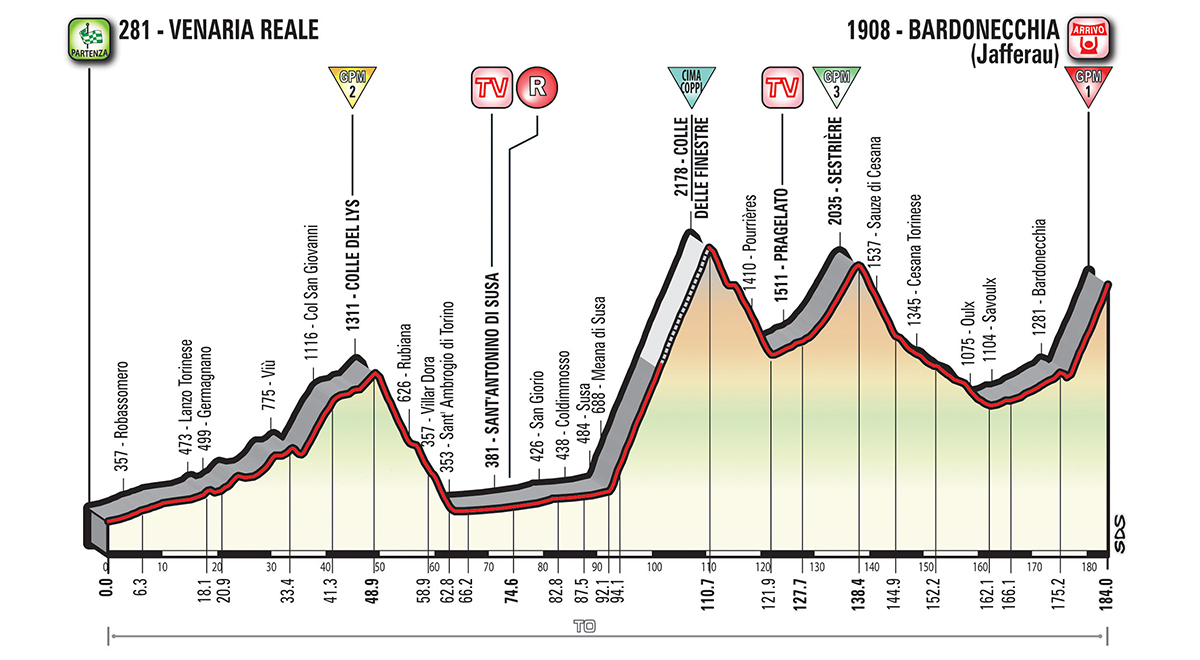 281 - VENARIA REALE
PARTENZA
1908 - BARDONECCHIA
(Jafferau)
ARRIVO
GPM
2
TV
R
CIMA
COPPI
TV
GPM
3
GPM
1
357 - Robassomero
473 - Lanzo Torinese
499 - Germagnano
775 - Viù
1116 - Col San Giovanni
1311 - COLLE DEL LYS
626 - Rubiana
357 - Villar Dora
353 - Sant' Ambrogio di Torino
381 - SANT'ANTONINO DI SUSA
426 - San Giorio
438 - Coldimmosso
484 - Susa
688 - Meana di Susa
2178 - COLLE
DELLE FINESTRE
1410 - Pourrières
1511 - PRAGELATO
2035 - SESTRIÈRE
1537 - Sauze di Cesana
1345 - Cesana Torinese
1075 - Oulx
1104 - Savoulx
1281 - Bardonecchia
SDS
0 10 20 30 40 50 60 70 80 90 100 110 120 130 140 150 160 170 180
0.0 6.3 18.1 20.9 33.4 41.2 48.9 58.9 62.8 66.2 74.6 82.8 87.5 92.1 94.1 110.7 121.9 127.7 138.4 144.9 152.2 162.1 166.1 175.2 184.0
TO